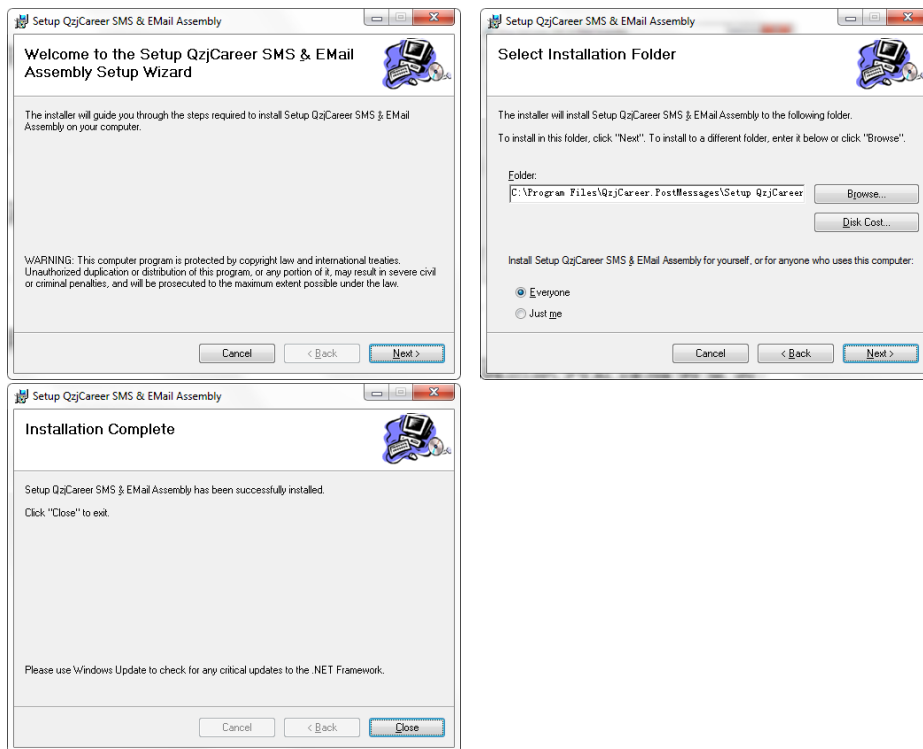 Setup QzjCareer SMS & EMail Assembly
Welcome to the Setup QzjCareer SMS & EMail
Assembly Setup Wizard
The installer will guide you through the steps required to install Setup QzjCareer SMS & EMail
Assembly on your computer.
WARNING: This computer program is protected by copyright law and international treaties.
Unauthorized duplication or distribution of this program, or any portion of it, may result in severe civil
or criminal penalties, and will be prosecuted to the maximum extent possible under the law.
Cancel
< Back
Next >
Setup QzjCareer SMS & EMail Assembly
Select Installation Folder
The installer will install Setup QzjCareer SMS & EMail Assembly to the following folder.
To install in this folder, click "Next". To install to a different folder, enter it below or click "Browse".
Folder:
C:\Program Files\QzjCareer.PostMessages\Setup QzjCareer
Browse...
Disk Cost...
Install Setup QzjCareer SMS & EMail Assembly for yourself, or for anyone who uses this computer:
Everyone
Just me
Cancel
< Back
Next >
Setup QzjCareer SMS & EMail Assembly
Installation Complete
Setup QzjCareer SMS & EMail Assembly has been successfully installed.
Click "Close" to exit.
Please use Windows Update to check for any critical updates to the .NET Framework.
Cancel
< Back
Close